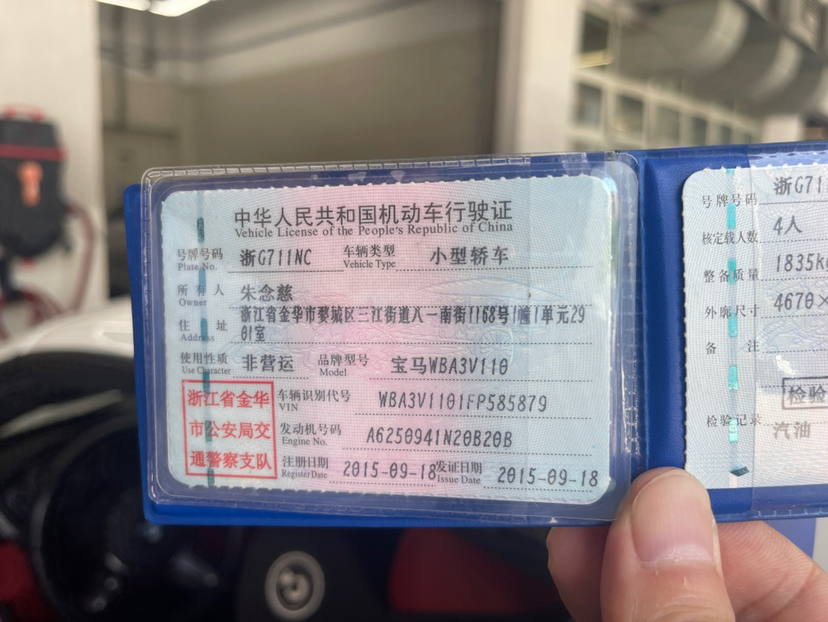 中华人民共和国机动车行驶证
Vehicle License of the People's Republic of China
号牌号码 浙G711NC 车辆类型 小型轿车
Plate No. Vehicle Type
所有人 朱念慈
Owner
浙江省金华市婺城区三江街道八一南街1168号1幢1单元29
住址 01室
Address
使用性质 非营运 品牌型号 宝马WBA3V110
Use Character Model
浙江省金华
市公安局交
通警察支队
车辆识别代号 WBA3V1101FP585879
VIN
发动机号码 A6250941N20B20B
Engine No.
注册日期 2015-09-18 发证日期 2015-09-18
Register Date Issue Date
号牌号码 浙G71
核定载人数 4人
整备质量 1835k
外廓尺寸 4670×
备注
检验
检验记录 汽油